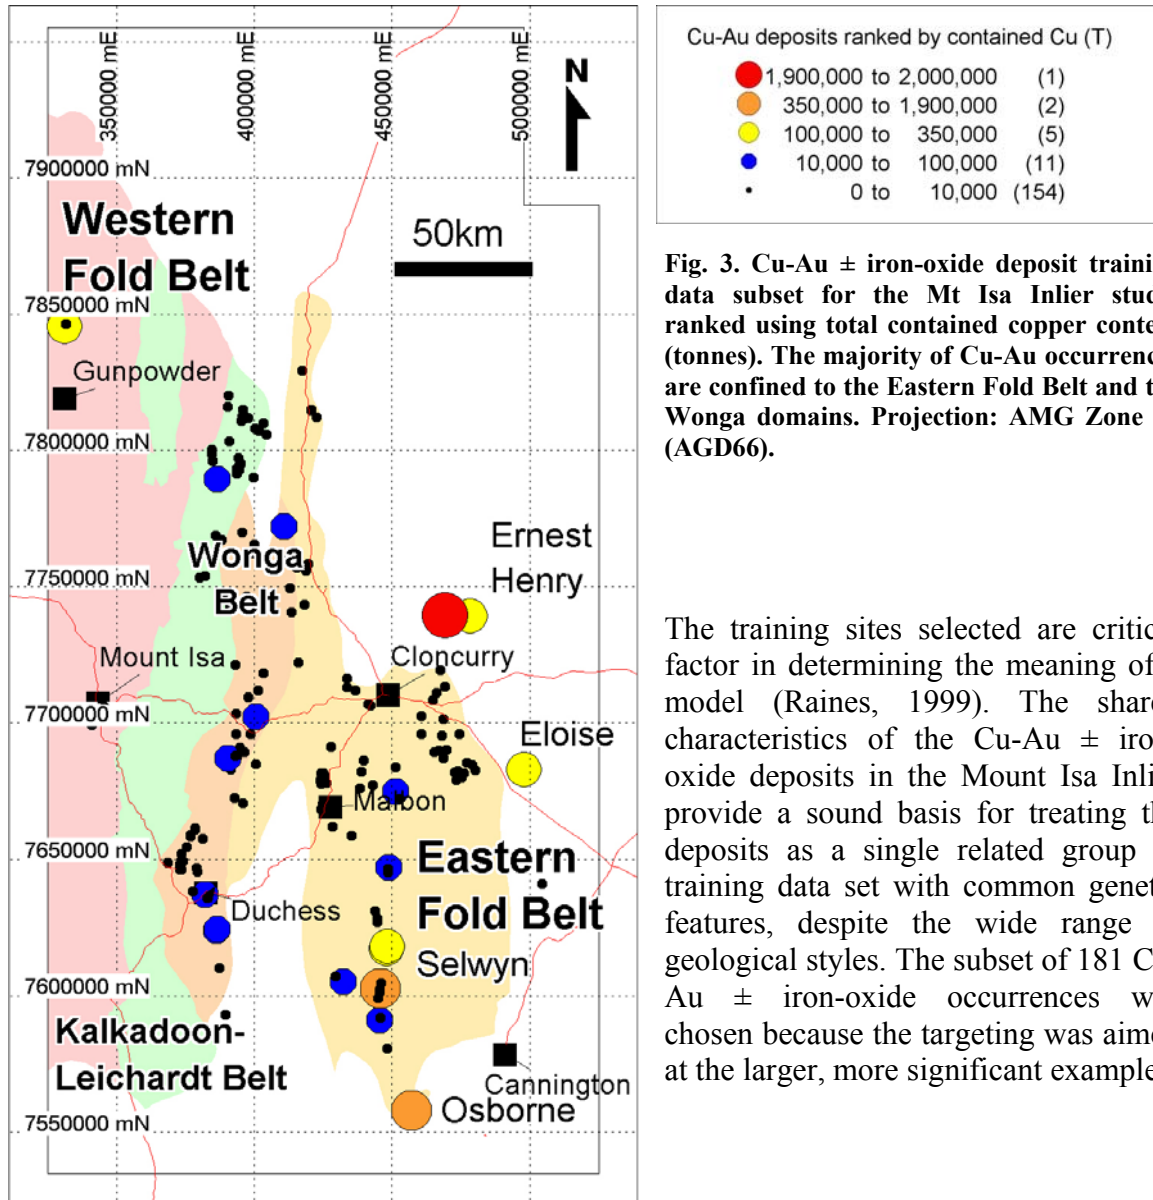 350000 mE
400000 mE
450000 mE
500000 mE
N
7900000 mN
Western
Fold Belt
50km
7850000 mN
Gunpowder
7800000 mN
Ernest
Henry
Wonga
Belt
7750000 mN
Mount Isa
Cloncurry
7700000 mN
Eloise
Malbon
7650000 mN
Eastern
Fold Belt
Duchess
Selwyn
7600000 mN
Kalkadoon-
Leichardt Belt
Cannington
Osborne
7550000 mN
Cu-Au deposits ranked by contained Cu (T)
1,900,000 to 2,000,000 (1)
350,000 to 1,900,000 (2)
100,000 to 350,000 (5)
10,000 to 100,000 (11)
0 to 10,000 (154)
Fig. 3. Cu-Au ± iron-oxide deposit trainin
data subset for the Mt Isa Inlier stud
ranked using total contained copper conte
(tonnes). The majority of Cu-Au occurrenc
are confined to the Eastern Fold Belt and t
Wonga domains. Projection: AMG Zone
(AGD66).
The training sites selected are critic
factor in determining the meaning of
model (Raines, 1999). The share
characteristics of the Cu-Au ± iro
oxide deposits in the Mount Isa Inli
provide a sound basis for treating th
deposits as a single related group
training data set with common genet
features, despite the wide range
geological styles. The subset of 181 C
Au ± iron-oxide occurrences w
chosen because the targeting was aime
at the larger, more significant example